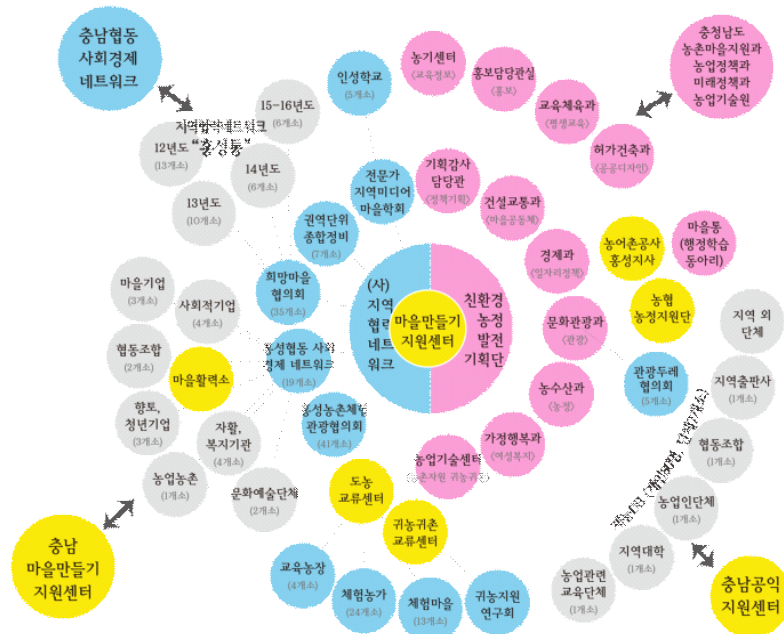 충남협동
사회경제
네트워크
15-16년도
(6개소)
지역협력네트워크
“홍성통”
12년도
(13개소)
14년도
(6개소)
13년도
(10개소)
인성학교
(5개소)
농기센터
<교육정보>
홍보담당관실
<홍보>
교육체육과
<평생교육>
허가건축과
<공공디자인>
충청남도
농촌마을지원과
농업정책과
미래정책과
농업기술원
전문가
지역미디어
마을학회
기획감사
담당관
<정책기획>
건설교통과
<마을공동체>
경제과
<일자리정책>
문화관광과
<관광>
농수산과
<농정>
가정행복과
<여성복지>
농업기술센터
권역단위
종합정비
(7개소)
희망마을
협의회
(35개소)
홍성협동 사회
경제 네트워크
(19개소)
홍성농촌체험
관광협의회
(41개소)
(사)
지역
협력
네트
워크
마을만들기
지원센터
친환경
농정
발전
기획단
농어촌공사
홍성지사
마을통
(행정학습
동아리)
농협
농정지원단
관광두레
협의회
(5개소)
마을기업
(3개소)
사회적기업
(4개소)
협동조합
(2개소)
마을활력소
향토,
청년기업
(3개소)
자활,
복지기관
(4개소)
농업농촌
(1개소)
문화예술단체
(2개소)
충남
마을만들기
지원센터
도농
교류센터
귀농귀촌
교류센터
교육농장
(4개소)
체험농가
(24개소)
체험마을
(13개소)
귀농지원
연구회
지역 외
단체
지역출판사
(1개소)
협동조합
(1개소)
농업인단체
(1개소)
지역대학
(1개소)
농업관련
교육단체
(1개소)
충남공익
지원센터